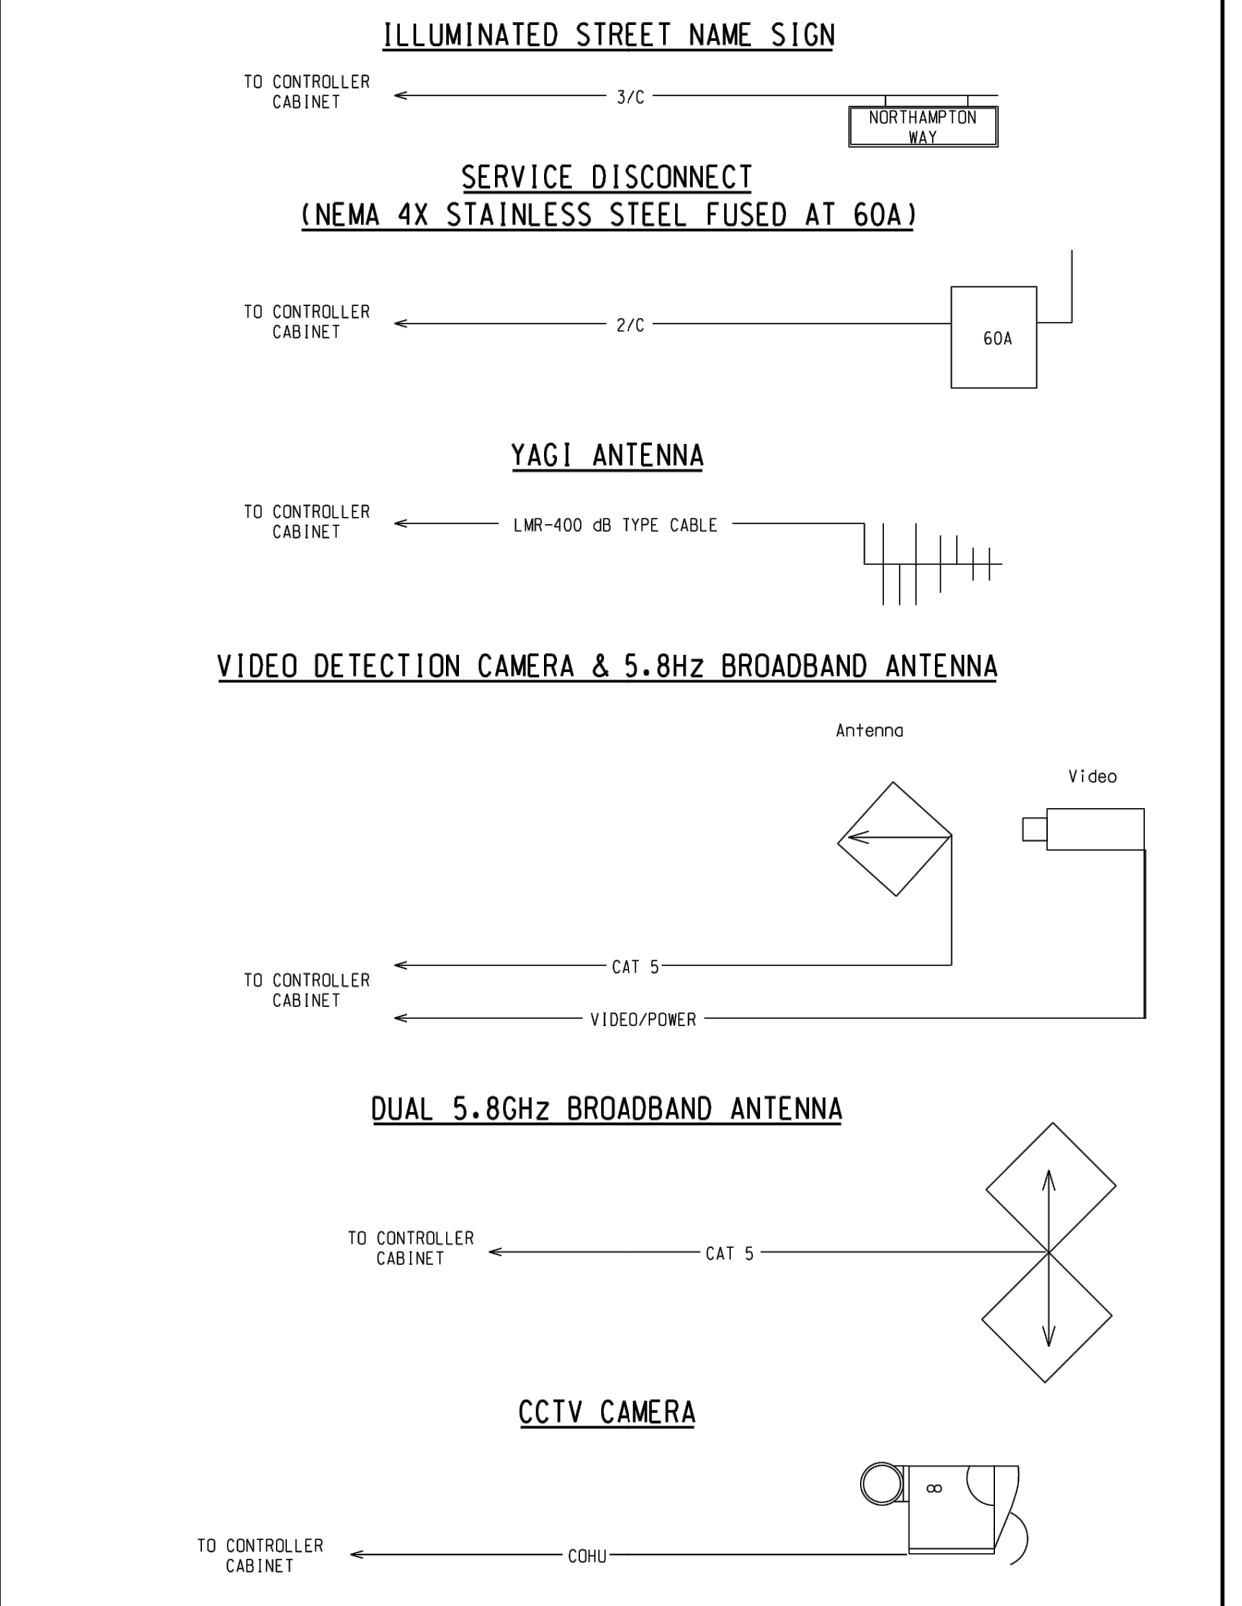 ILLUMINATED STREET NAME SIGN
TO CONTROLLER
CABINET
3/C
NORTHAMPTON
WAY
SERVICE DISCONNECT
(NEMA 4X STAINLESS STEEL FUSED AT 60A)
TO CONTROLLER
CABINET
2/C
60A
YAGI ANTENNA
TO CONTROLLER
CABINET
LMR-400 dB TYPE CABLE
VIDEO DETECTION CAMERA & 5.8Hz BROADBAND ANTENNA
Antenna
Video
CAT 5
TO CONTROLLER
CABINET
VIDEO/POWER
DUAL 5.8GHz BROADBAND ANTENNA
TO CONTROLLER
CABINET
CAT 5
CCTV CAMERA
8
TO CONTROLLER
CABINET
COHU